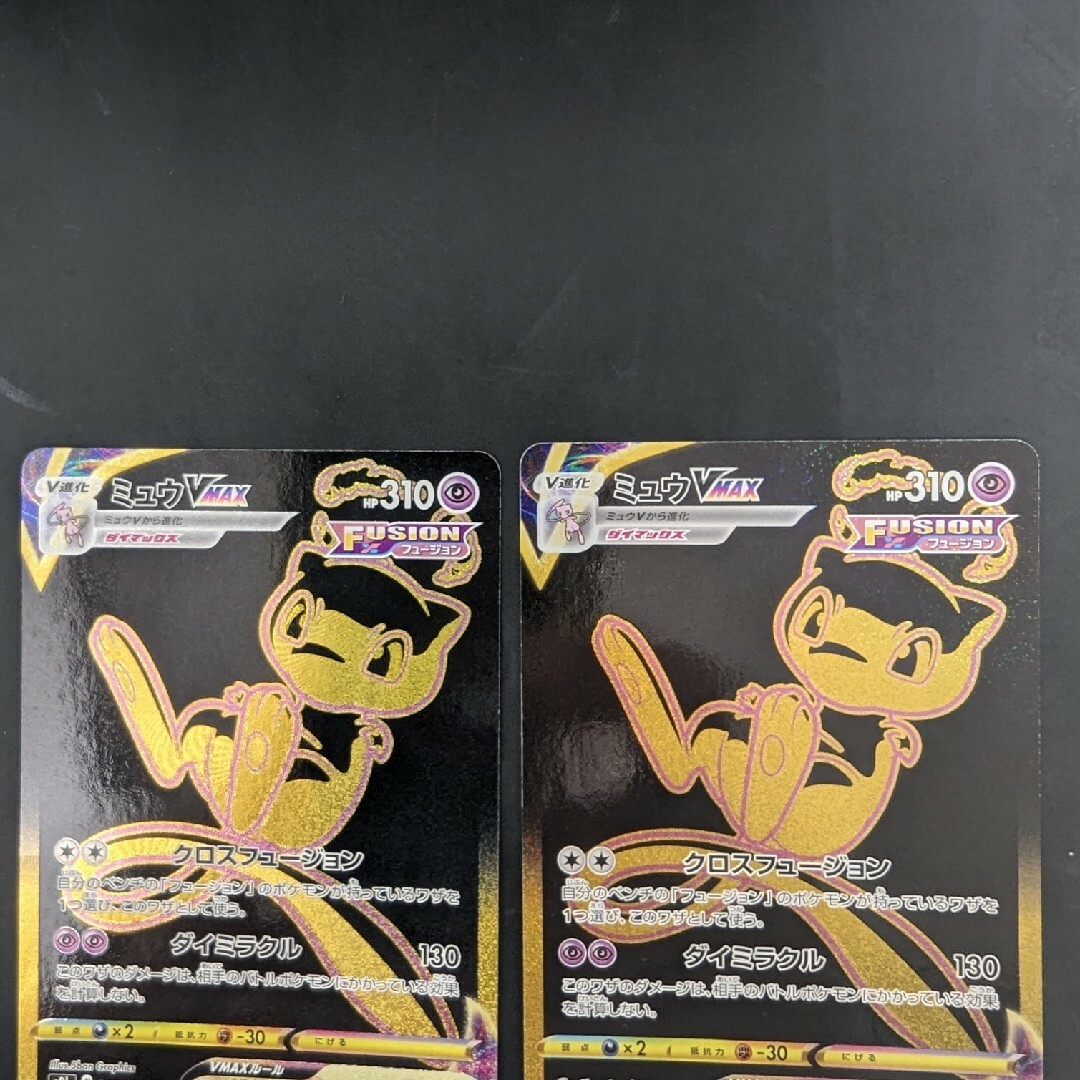 V進化 ミュウVMAX HP310
ミュウVから進化
ダイマックス
FUSION
フュージョン
クロスフュージョン
自分のベンチの「フュージョン」のポケモンが持っているワザを
1つ選び、このワザとして使う。
ダイミラクル 130
このワザのダメージは、相手のバトルポケモンにかかっている効果
を計算しない。
弱点 ×2 抵抗力 -30 にげる
illus.5ban Graphics
VMAXルール
V進化 ミュウVMAX HP310
ミュウVから進化
ダイマックス
FUSION
フュージョン
クロスフュージョン
自分のベンチの「フュージョン」のポケモンが持っているワザを
1つ選び、このワザとして使う。
ダイミラクル 130
このワザのダメージは、相手のバトルポケモンにかかっている効果
を計算しない。
弱点 ×2 抵抗力 -30 にげる